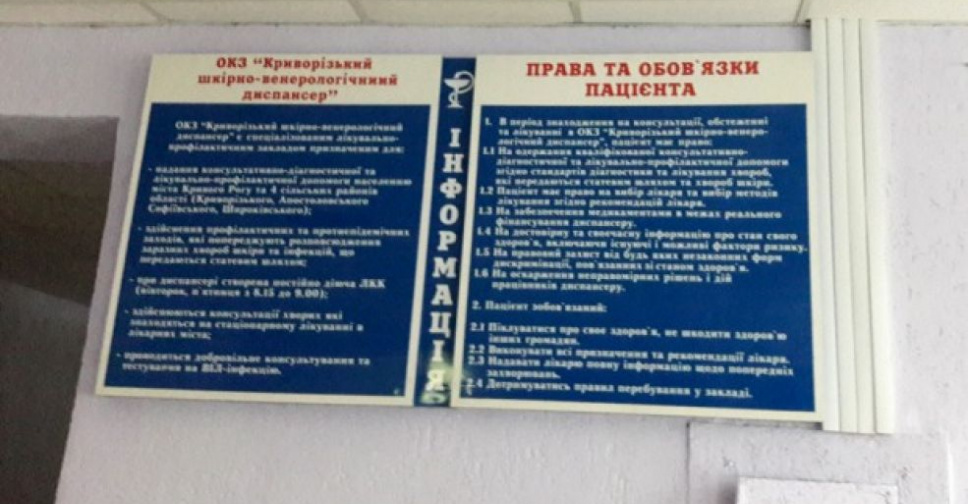 ОКЗ "Криворізький
шкірно-венерологічниий
диспансер"
ОКЗ "Криворізький шкірно-венерологічний
диспансер" є спеціалізованим лікувально-
профілактичним закладом призначеним для:
- надання консультативно-діагностичної та
лікувально-профілактичної допомоги населенню
міста Кривого Рогу та 4 сільських районів
області (Криворізького, Апостоловського
Софіївського, Широківського);
- здійснення профілактичних та протиепідемічних
заходів, які попереджують розповсюдження
заразних хвороб шкіри та інфекцій, що
передаються статевим шляхом;
- при диспансері створена постійно діюча ЛКК
(вівторок, п'ятниця з 8.15 до 9.00);
- здійснюються консультації хворих які
знаходяться на стаціонарному лікуванні в
лікарнях міста;
- проводиться добровільне консультування та
тестування на ВІЛ-інфекцію.
ІНФОРМАЦІЯ
ПРАВА ТА ОБОВ`ЯЗКИ
ПАЦІЄНТА
1. В період знаходження на консультації, обстеженні
та лікуванні в ОКЗ "Криворізький шкірно-венеро-
логічний диспансер", пацієнт має право:
1.1 На одержання кваліфікованої консультативно-
діагностичної та лікувально-профілактичної допомоги
згідно стандартів діагностики та лікування хвороб,
які передаються статевим шляхом та хвороб шкіри.
1.2 Пацієнт має право на вибір лікаря та вибір методів
лікування згідно рекомендацій лікаря.
1.3 На забезпечення медикаментами в межах реального
фінансування диспансеру.
1.4 На достовірну та своєчасну інформацію про стан свого
здоров`я, включаючи існуючі і можливі фактори ризику.
1.5 На правовий захист від будь яких незаконних форм
дискримінації, пов`язаних зі станом здоров`я.
1.6 На оскарження неправомірних рішень і дій
працівників диспансеру.
2. Пацієнт зобов`язаний:
2.1 Піклуватися про своє здоров`я, не шкодити здоров`ю
інших громадян.
2.2 Виконувати всі призначення та рекомендації лікаря.
2.3 Надавати лікарю повну інформацію щодо попередніх
захворювань.
2.4 Дотримуватись правил перебування у закладі.